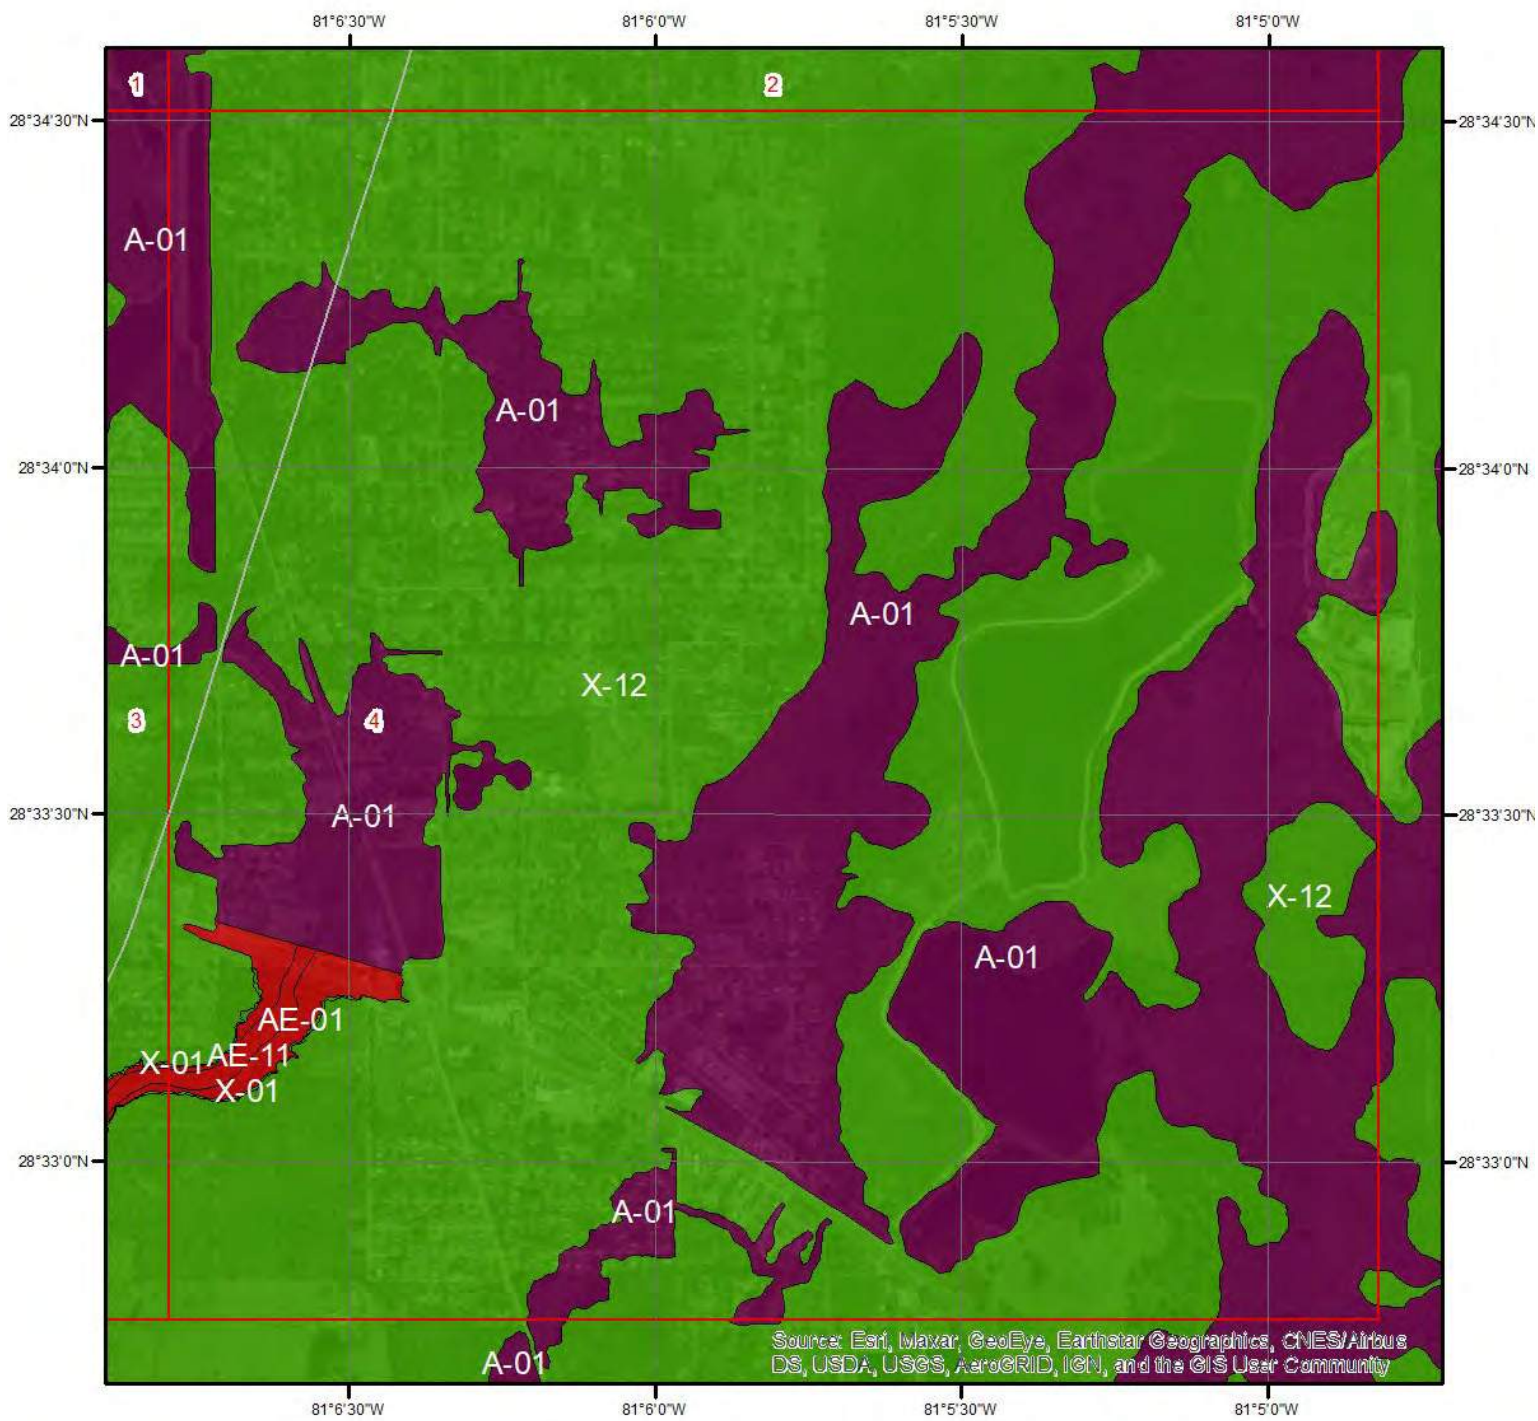 81°6'30"W 81°6'0"W 81°5'30"W 81°5'0"W
1 2
28°34'30"N 28°34'30"N
A-01
A-01
28°34'0"N 28°34'0"N
A-01
A-01
X-12
3 4
28°33'30"N A-01 28°33'30"N
X-12
A-01
AE-01
X-01 AE-11
X-01
28°33'0"N 28°33'0"N
A-01
Source: Esri, Maxar, GeoEye, Earthstar Geographics, CNES/Airbus
DS, USDA, USGS, AeroGRID, IGN, and the GIS User Community
A-01
81°6'30"W 81°6'0"W 81°5'30"W 81°5'0"W